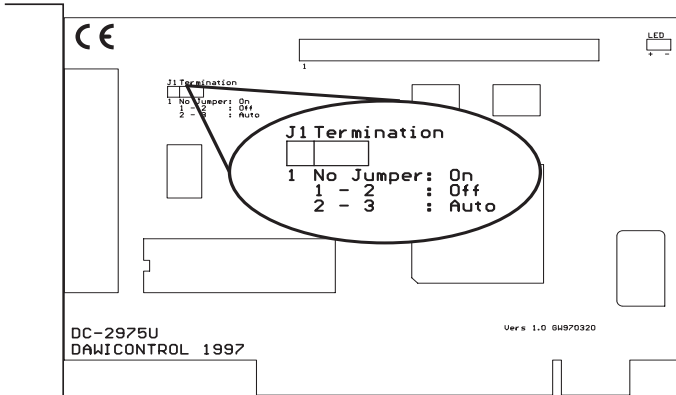 CE
LED
+ -
1
J1 Termination
1 No Jumper: On
1 - 2 : Off
2 - 3 : Auto
J1 Termination
1 No Jumper: On
1 - 2 : Off
2 - 3 : Auto
Vers 1.0 GW970320
DC-2975U
DAWICONTROL 1997